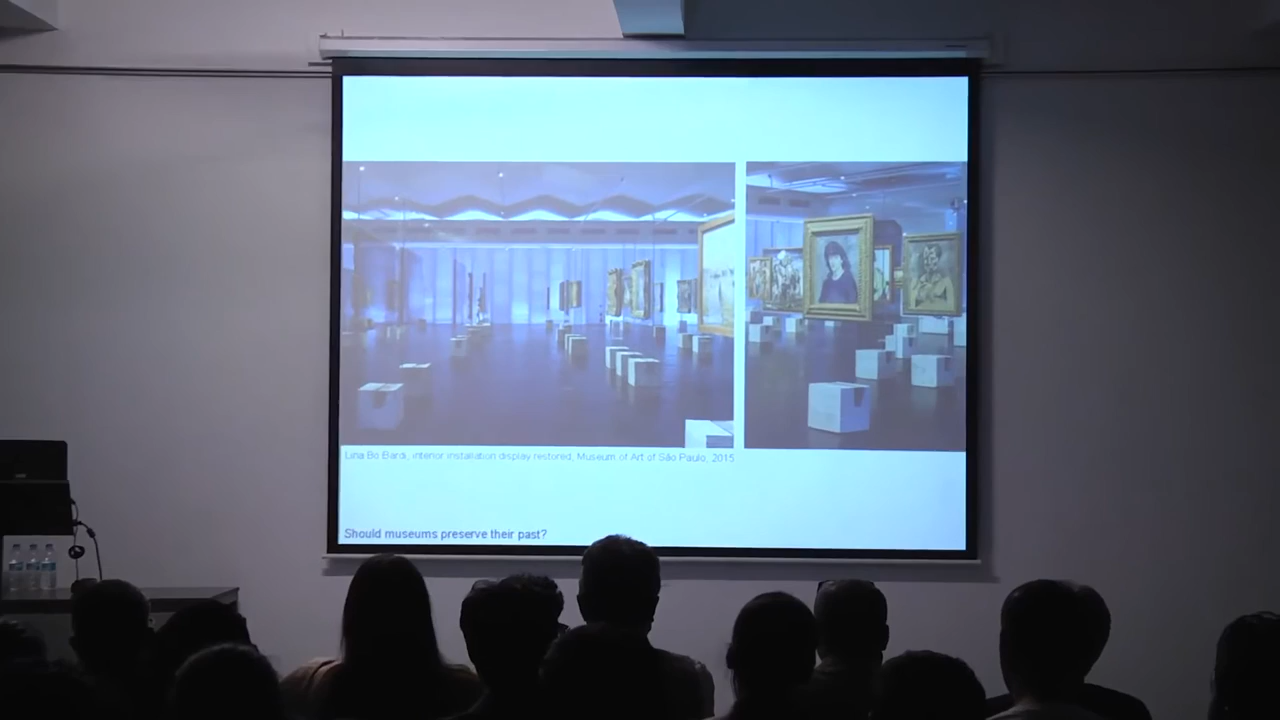 Lina Bo Bardi, interior installation display restored, Museum of Art of São Paulo, 2015
Should museums preserve their past?